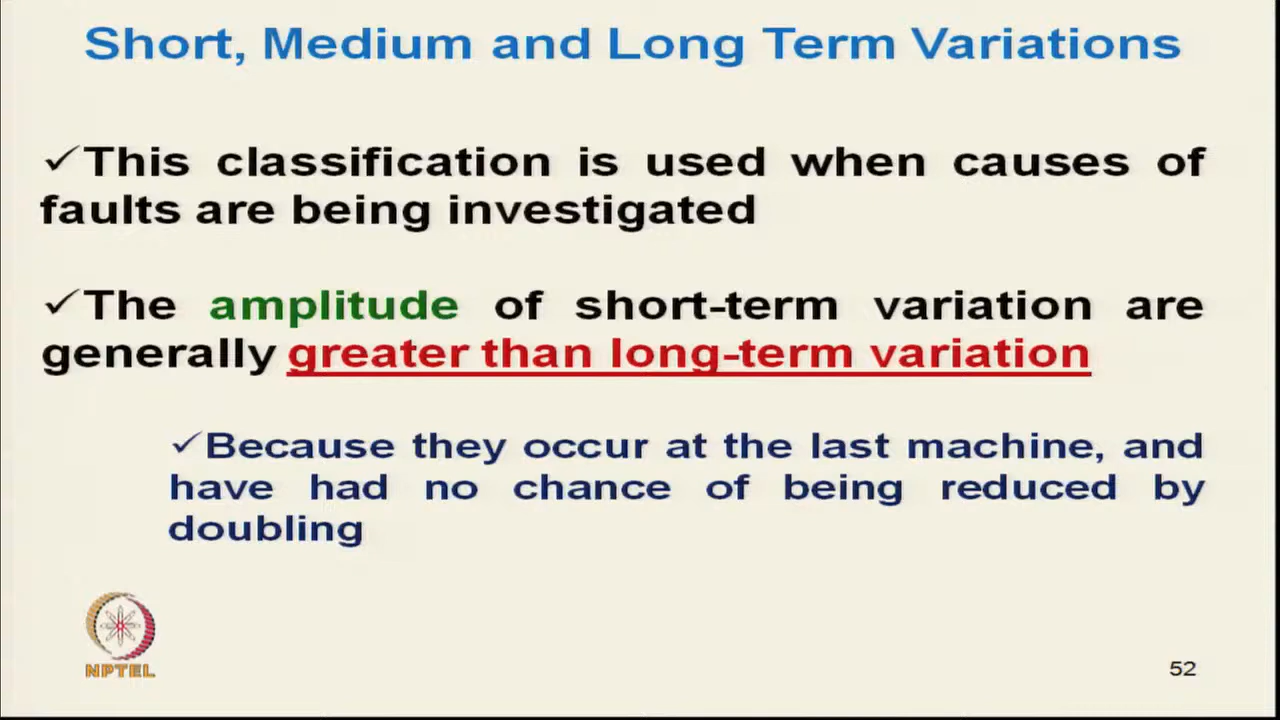 Short, Medium and Long Term Variations
✓This classification is used when causes of
faults are being investigated
✓The amplitude of short-term variation are
generally greater than long-term variation
✓Because they occur at the last machine, and
have had no chance of being reduced by
doubling
NPTEL
52